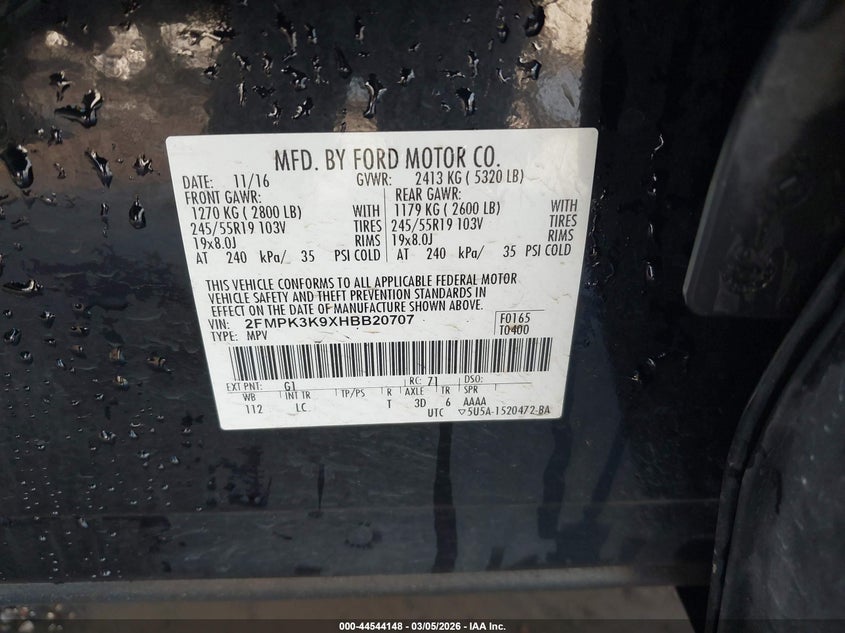 MFD. BY FORD MOTOR CO.
DATE: 11/16 GVWR: 2413 KG ( 5320 LB)
FRONT GAWR: REAR GAWR:
1270 KG ( 2800 LB) WITH 1179 KG ( 2600 LB) WITH
245/55R19 103V TIRES 245/55R19 103V TIRES
19x8.0J RIMS 19x8.0J RIMS
AT 240 kPa/ 35 PSI COLD AT 240 kPa/ 35 PSI COLD
THIS VEHICLE CONFORMS TO ALL APPLICABLE FEDERAL MOTOR
VEHICLE SAFETY AND THEFT PREVENTION STANDARDS IN
EFFECT ON THE DATE OF MANUFACTURE SHOWN ABOVE.
VIN: 2FMPK3K9XHBB20707 F0165
TYPE: MPV T0400
EXT PNT: G1 RC: 71 DSO:
WB INT TR TP/PS R AXLE TR SPR
112 LC T 3D 6 AAAA
UTC ▽5U5A-1520472-BA
000-44544148 - 03/05/2026 - IAA Inc.